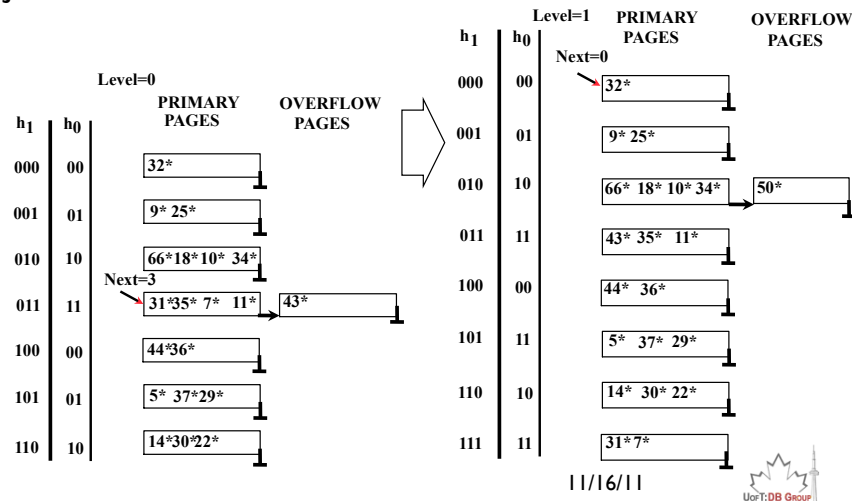 Level=0
h1 h0 PRIMARY PAGES OVERFLOW PAGES
000 00 32*
001 01 9* 25*
010 10 66*18*10* 34*
Next=3
011 11 31*35* 7* 11* 43*
100 00 44*36*
101 01 5* 37*29*
110 10 14*30*22*
Level=1
h1 h0 PRIMARY PAGES OVERFLOW PAGES
Next=0
000 00 32*
001 01 9* 25*
010 10 66* 18* 10* 34* 50*
011 11 43* 35* 11*
100 00 44* 36*
101 11 5* 37* 29*
110 10 14* 30* 22*
111 11 31*7*
11/16/11
UOFT:DB GROUP